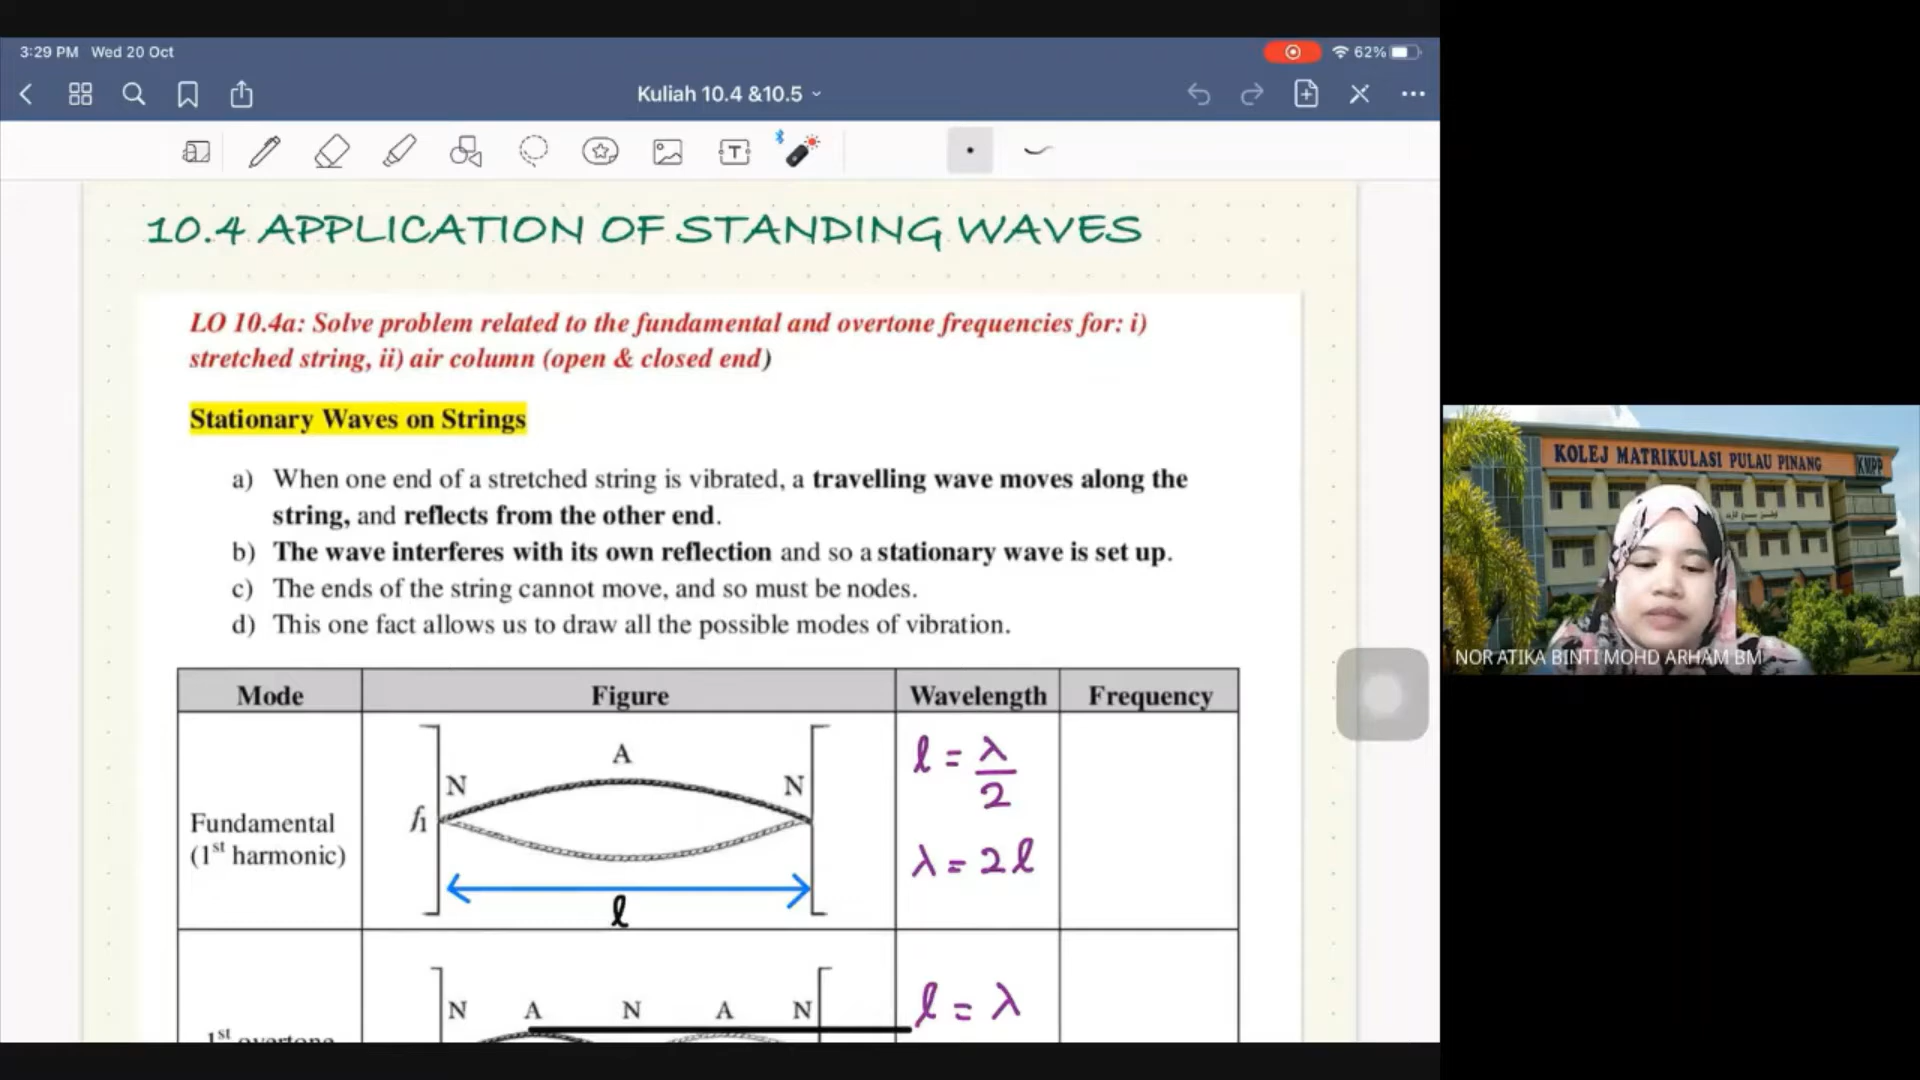 3:29 PM Wed 20 Oct
62%
Kuliah 10.4 &10.5
T
10.4 APPLICATION OF STANDING WAVES
LO 10.4a: Solve problem related to the fundamental and overtone frequencies for: i)
stretched string, ii) air column (open & closed end)
Stationary Waves on Strings
a) When one end of a stretched string is vibrated, a travelling wave moves along the
string, and reflects from the other end.
b) The wave interferes with its own reflection and so a stationary wave is set up.
c) The ends of the string cannot move, and so must be nodes.
d) This one fact allows us to draw all the possible modes of vibration.
Mode Figure Wavelength Frequency
Fundamental
(1st harmonic)
f1 N A N
ℓ
ℓ = λ/2
λ = 2ℓ
1st overtone
N A N A N
ℓ = λ
KOLEJ MATRIKULASI PULAU PINANG KMPP
NOR ATIKA BINTI MOHD ARHAM BM